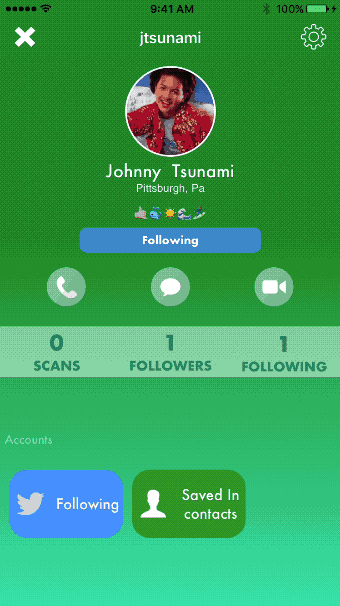 9:41 AM 100%
jtsunami
Johnny Tsunami
Pittsburgh, Pa
🤙🏽🌊☀️🌊🏄
Following
0 1 1
SCANS FOLLOWERS FOLLOWING
Accounts
Following
Saved In
contacts